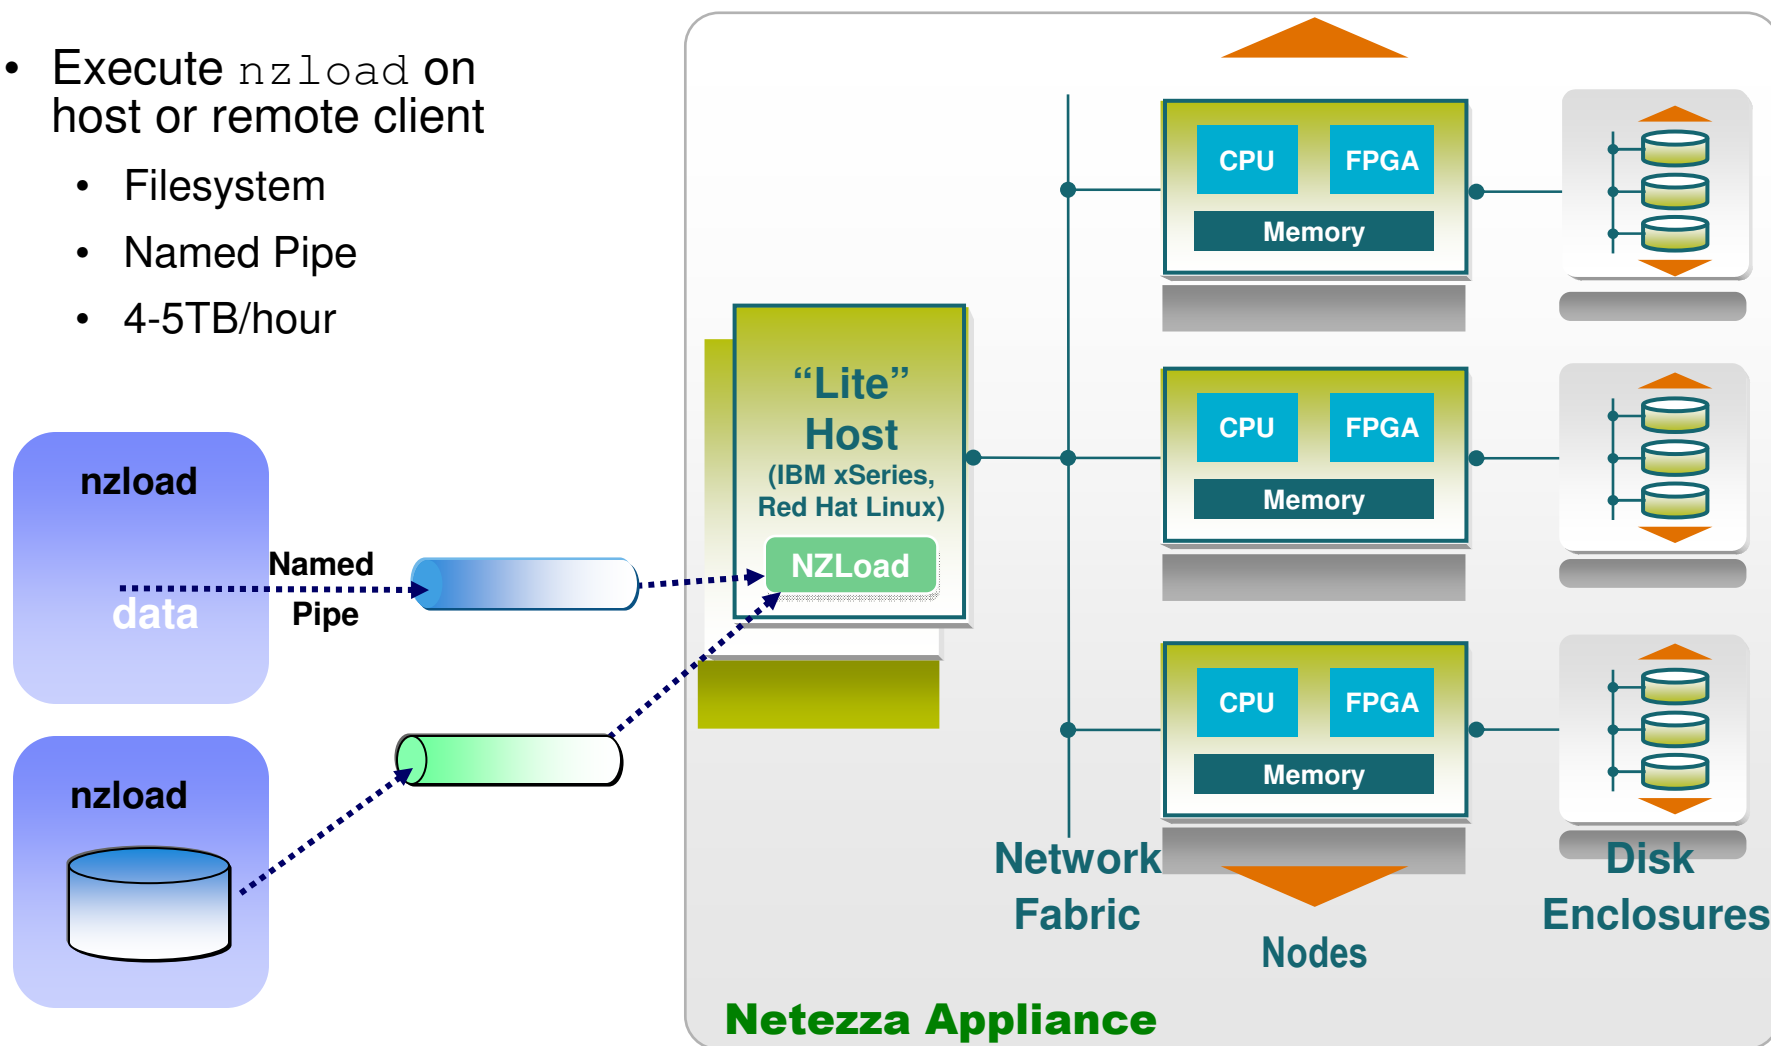 • Execute nzload on
host or remote client
• Filesystem
• Named Pipe
• 4-5TB/hour
nzload
data
Named
Pipe
nzload
“Lite”
Host
(IBM xSeries,
Red Hat Linux)
NZLoad
CPU FPGA
Memory
CPU FPGA
Memory
CPU FPGA
Memory
Network
Fabric
Nodes
Disk
Enclosures
Netezza Appliance